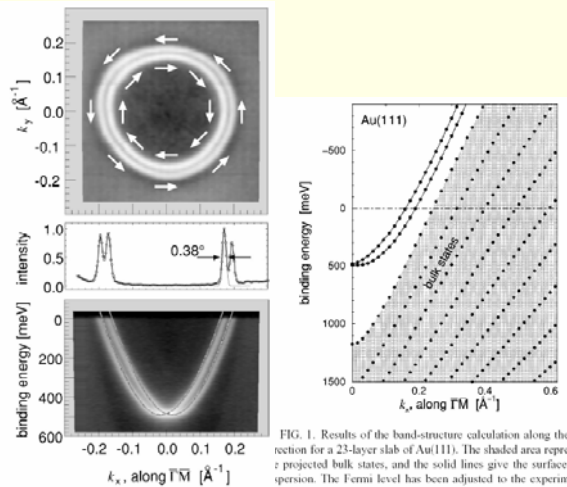 0.2
0.1
0.0
-0.1
-0.2
k_y [Å⁻¹]
1.0
0.5
0.0
intensity
0.38°
0
200
400
600
binding energy [meV]
-0.2 -0.1 0.0 0.1 0.2
k_x, along Γ̄M̄ [Å⁻¹]
Au(111)
-500
0
500
1000
1500
binding energy [meV]
bulk states
0 0.2 0.4 0.6
k_x, along Γ̄M̄ [Å⁻¹]
FIG. 1. Results of the band-structure calculation along the
rection for a 23-layer slab of Au(111). The shaded area repre
e projected bulk states, and the solid lines give the surface
spersion. The Fermi level has been adjusted to the experim